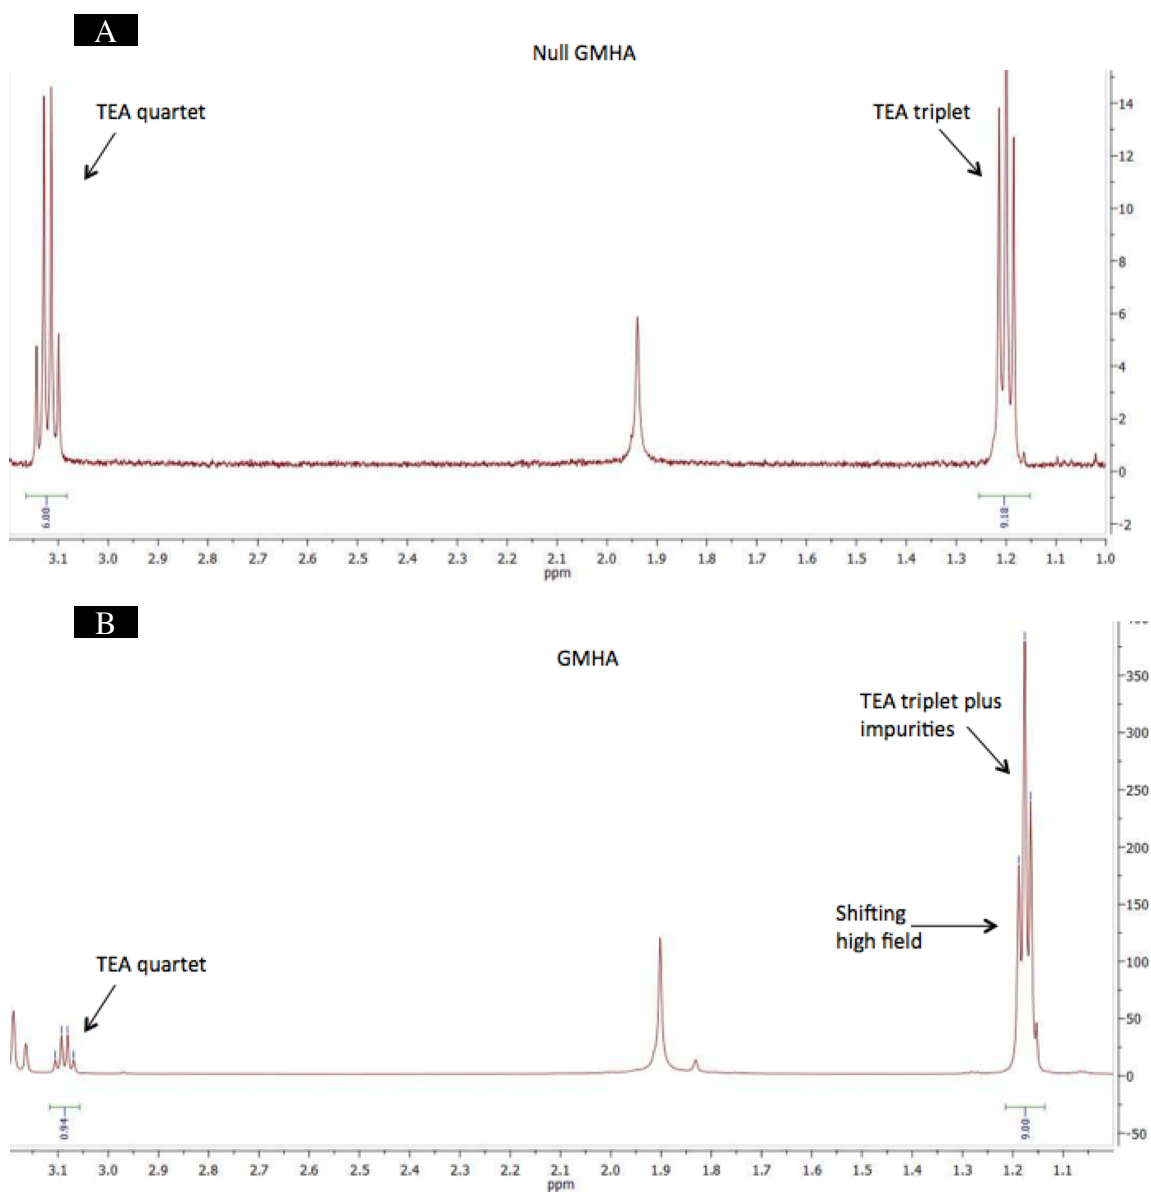 A
Null GMHA
TEA quartet
TEA triplet
14
12
10
8
6
4
2
0
-2
6.00
9.18
3.1 3.0 2.9 2.8 2.7 2.6 2.5 2.4 2.3 2.2 2.1 2.0 1.9 1.8 1.7 1.6 1.5 1.4 1.3 1.2 1.1 1.0
ppm
B
GMHA
TEA triplet plus
impurities
Shifting
high field
TEA quartet
350
300
250
200
150
100
50
0
-50
0.94
9.00
3.1 3.0 2.9 2.8 2.7 2.6 2.5 2.4 2.3 2.2 2.1 2.0 1.9 1.8 1.7 1.6 1.5 1.4 1.3 1.2 1.1
ppm